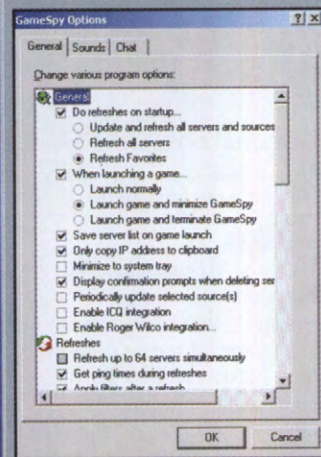 GameSpy Options
General Sounds Chat
Change various program options:
General
Do refreshes on startup...
Update and refresh all servers and sources
Refresh all servers
Refresh Favorites
When launching a game...
Launch normally
Launch game and minimize GameSpy
Launch game and terminate GameSpy
Save server list on game launch
Only copy IP address to clipboard
Minimize to system tray
Display confirmation prompts when deleting ser
Periodically update selected source(s)
Enable ICQ integration
Enable Roger Wilco integration...
Refreshes
Refresh up to 64 servers simultaneously
Get ping times during refreshes
Apply filters after a refresh
OK Cancel